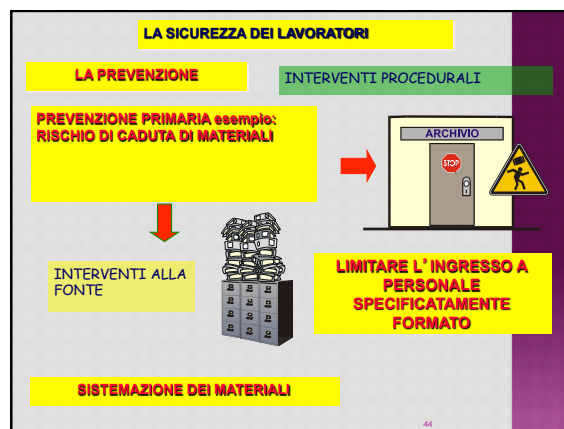 LA SICUREZZA DEI LAVORATORI
LA PREVENZIONE
INTERVENTI PROCEDURALI
PREVENZIONE PRIMARIA esempio:
RISCHIO DI CADUTA DI MATERIALI
ARCHIVIO
STOP
INTERVENTI ALLA
FONTE
LIMITARE L’ INGRESSO A
PERSONALE
SPECIFICATAMENTE
FORMATO
SISTEMAZIONE DEI MATERIALI
44